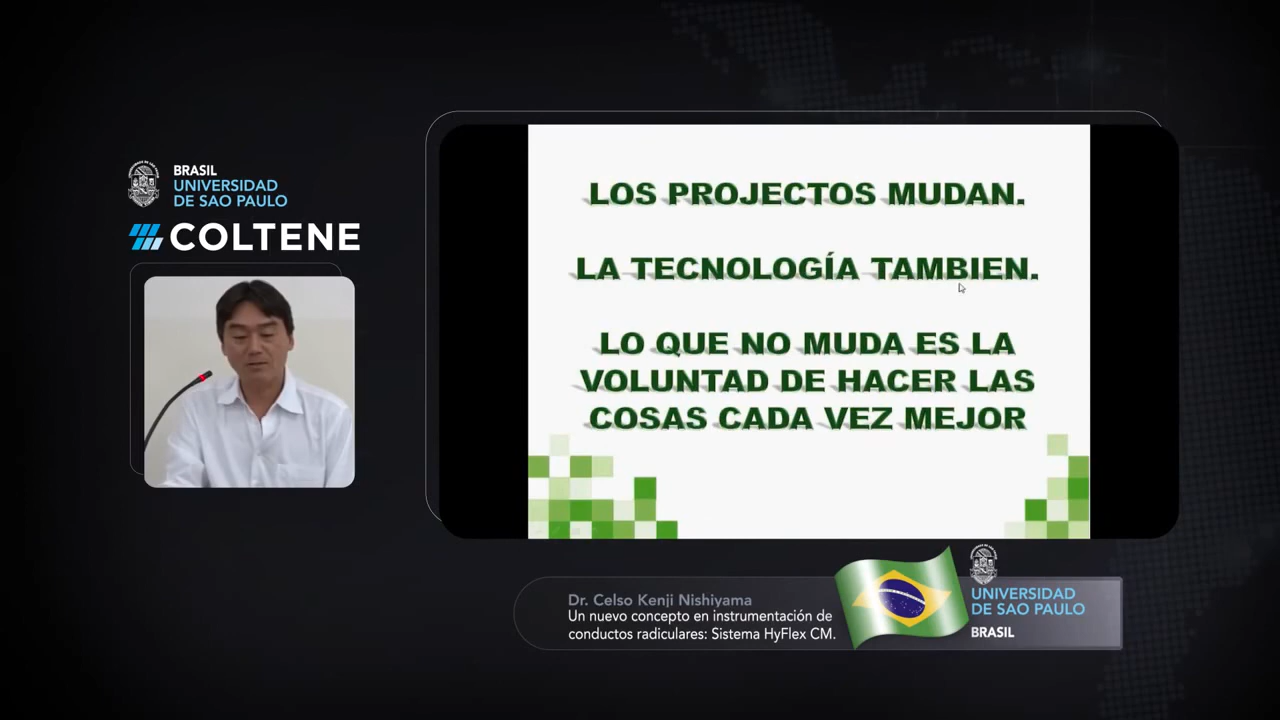 BRASIL
UNIVERSIDAD
DE SAO PAULO
COLTENE
LOS PROJECTOS MUDAN.
LA TECNOLOGÍA TAMBIEN.
LO QUE NO MUDA ES LA
VOLUNTAD DE HACER LAS
COSAS CADA VEZ MEJOR
Dr. Celso Kenji Nishiyama
Un nuevo concepto en instrumentación de
conductos radiculares: Sistema HyFlex CM.
UNIVERSIDAD
DE SAO PAULO
BRASIL